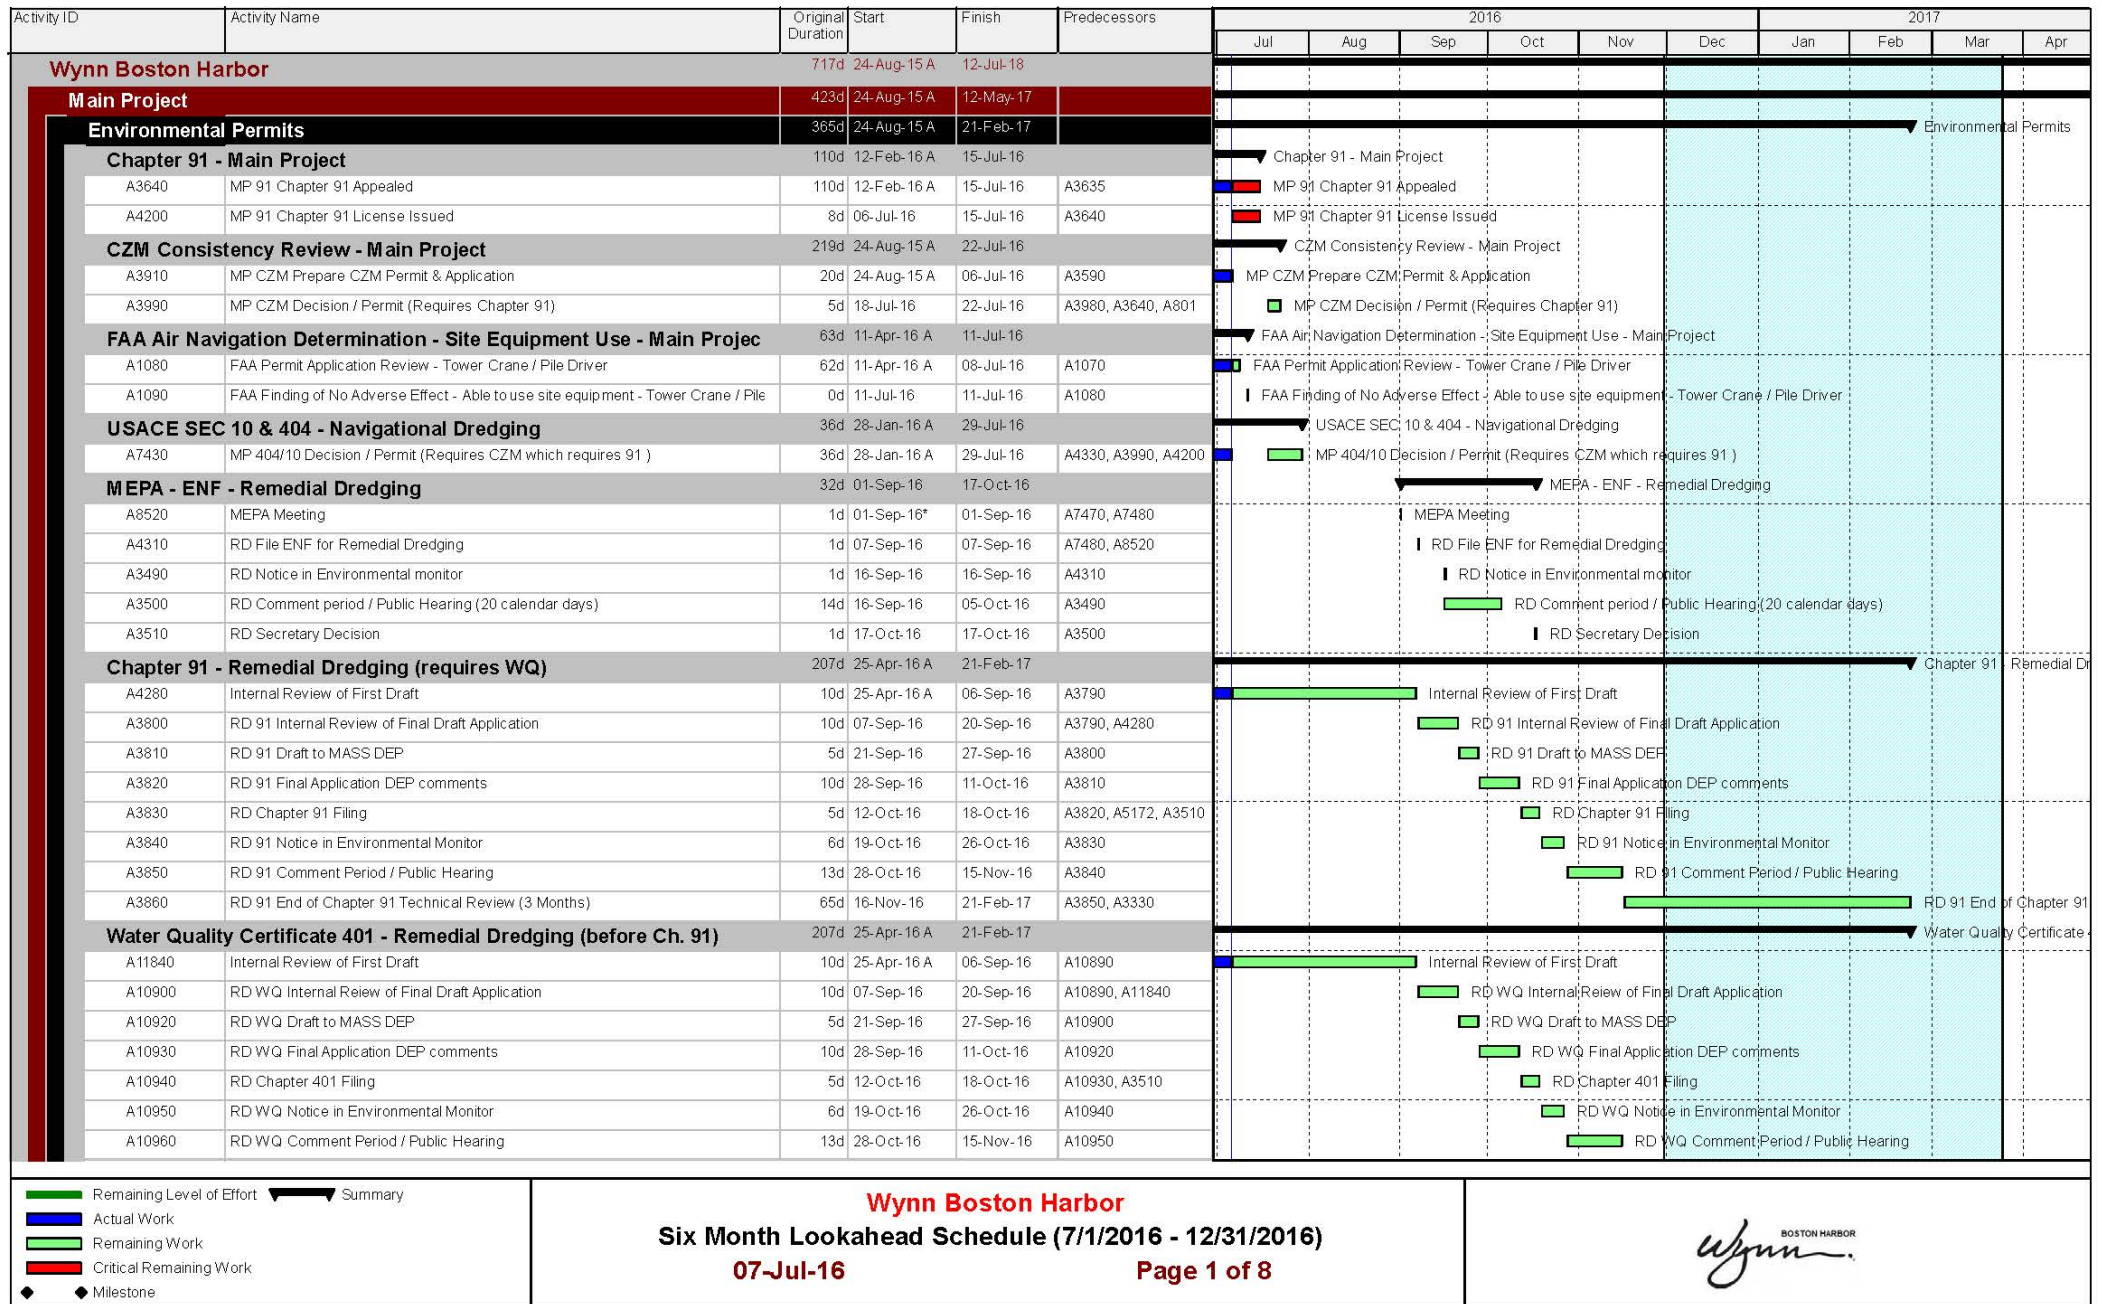 Activity ID Activity Name Original Duration Start Finish Predecessors 2016 2017
Jul Aug Sep Oct Nov Dec Jan Feb Mar Apr
Wynn Boston Harbor 717d 24-Aug-15 A 12-Jul-18
Main Project 423d 24-Aug-15 A 12-May-17
Environmental Permits 365d 24-Aug-15 A 21-Feb-17 Environmental Permits
Chapter 91 - Main Project 110d 12-Feb-16 A 15-Jul-16 Chapter 91 - Main Project
A3640 MP 91 Chapter 91 Appealed 110d 12-Feb-16 A 15-Jul-16 A3635 MP 91 Chapter 91 Appealed
A4200 MP 91 Chapter 91 License Issued 8d 06-Jul-16 15-Jul-16 A3640 MP 91 Chapter 91 License Issued
CZM Consistency Review - Main Project 219d 24-Aug-15 A 22-Jul-16 CZM Consistency Review - Main Project
A3910 MP CZM Prepare CZM Permit & Application 20d 24-Aug-15 A 06-Jul-16 A3590 MP CZM Prepare CZM Permit & Application
A3990 MP CZM Decision / Permit (Requires Chapter 91) 5d 18-Jul-16 22-Jul-16 A3980, A3640, A801 MP CZM Decision / Permit (Requires Chapter 91)
FAA Air Navigation Determination - Site Equipment Use - Main Projec 63d 11-Apr-16 A 11-Jul-16 FAA Air Navigation Determination - Site Equipment Use - Main Project
A1080 FAA Permit Application Review - Tower Crane / Pile Driver 62d 11-Apr-16 A 08-Jul-16 A1070 FAA Permit Application Review - Tower Crane / Pile Driver
A1090 FAA Finding of No Adverse Effect - Able to use site equipment - Tower Crane / Pile 0d 11-Jul-16 11-Jul-16 A1080 FAA Finding of No Adverse Effect - Able to use site equipment - Tower Crane / Pile Driver
USACE SEC 10 & 404 - Navigational Dredging 36d 28-Jan-16 A 29-Jul-16 USACE SEC 10 & 404 - Navigational Dredging
A7430 MP 404/10 Decision / Permit (Requires CZM which requires 91 ) 36d 28-Jan-16 A 29-Jul-16 A4330, A3990, A4200 MP 404/10 Decision / Permit (Requires CZM which requires 91 )
MEPA - ENF - Remedial Dredging 32d 01-Sep-16 17-Oct-16 MEPA - ENF - Remedial Dredging
A8520 MEPA Meeting 1d 01-Sep-16* 01-Sep-16 A7470, A7480 MEPA Meeting
A4310 RD File ENF for Remedial Dredging 1d 07-Sep-16 07-Sep-16 A7480, A8520 RD File ENF for Remedial Dredging
A3490 RD Notice in Environmental monitor 1d 16-Sep-16 16-Sep-16 A4310 RD Notice in Environmental monitor
A3500 RD Comment period / Public Hearing (20 calendar days) 14d 16-Sep-16 05-Oct-16 A3490 RD Comment period / Public Hearing (20 calendar days)
A3510 RD Secretary Decision 1d 17-Oct-16 17-Oct-16 A3500 RD Secretary Decision
Chapter 91 - Remedial Dredging (requires WQ) 207d 25-Apr-16 A 21-Feb-17 Chapter 91 - Remedial Dr
A4280 Internal Review of First Draft 10d 25-Apr-16 A 06-Sep-16 A3790 Internal Review of First Draft
A3800 RD 91 Internal Review of Final Draft Application 10d 07-Sep-16 20-Sep-16 A3790, A4280 RD 91 Internal Review of Final Draft Application
A3810 RD 91 Draft to MASS DEP 5d 21-Sep-16 27-Sep-16 A3800 RD 91 Draft to MASS DEP
A3820 RD 91 Final Application DEP comments 10d 28-Sep-16 11-Oct-16 A3810 RD 91 Final Application DEP comments
A3830 RD Chapter 91 Filing 5d 12-Oct-16 18-Oct-16 A3820, A5172, A3510 RD Chapter 91 Filing
A3840 RD 91 Notice in Environmental Monitor 6d 19-Oct-16 26-Oct-16 A3830 RD 91 Notice in Environmental Monitor
A3850 RD 91 Comment Period / Public Hearing 13d 28-Oct-16 15-Nov-16 A3840 RD 91 Comment Period / Public Hearing
A3860 RD 91 End of Chapter 91 Technical Review (3 Months) 65d 16-Nov-16 21-Feb-17 A3850, A3330 RD 91 End of Chapter 91
Water Quality Certificate 401 - Remedial Dredging (before Ch. 91) 207d 25-Apr-16 A 21-Feb-17 Water Quality Certificate -
A11840 Internal Review of First Draft 10d 25-Apr-16 A 06-Sep-16 A10890 Internal Review of First Draft
A10900 RD WQ Internal Reiew of Final Draft Application 10d 07-Sep-16 20-Sep-16 A10890, A11840 RD WQ Internal Reiew of Final Draft Application
A10920 RD WQ Draft to MASS DEP 5d 21-Sep-16 27-Sep-16 A10900 RD WQ Draft to MASS DEP
A10930 RD WQ Final Application DEP comments 10d 28-Sep-16 11-Oct-16 A10920 RD WQ Final Application DEP comments
A10940 RD Chapter 401 Filing 5d 12-Oct-16 18-Oct-16 A10930, A3510 RD Chapter 401 Filing
A10950 RD WQ Notice in Environmental Monitor 6d 19-Oct-16 26-Oct-16 A10940 RD WQ Notice in Environmental Monitor
A10960 RD WQ Comment Period / Public Hearing 13d 28-Oct-16 15-Nov-16 A10950 RD WQ Comment Period / Public Hearing
Remaining Level of Effort Summary
Actual Work
Remaining Work
Critical Remaining Work
Milestone
Wynn Boston Harbor
Six Month Lookahead Schedule (7/1/2016 - 12/31/2016)
07-Jul-16 Page 1 of 8
BOSTON HARBOR
Wynn.